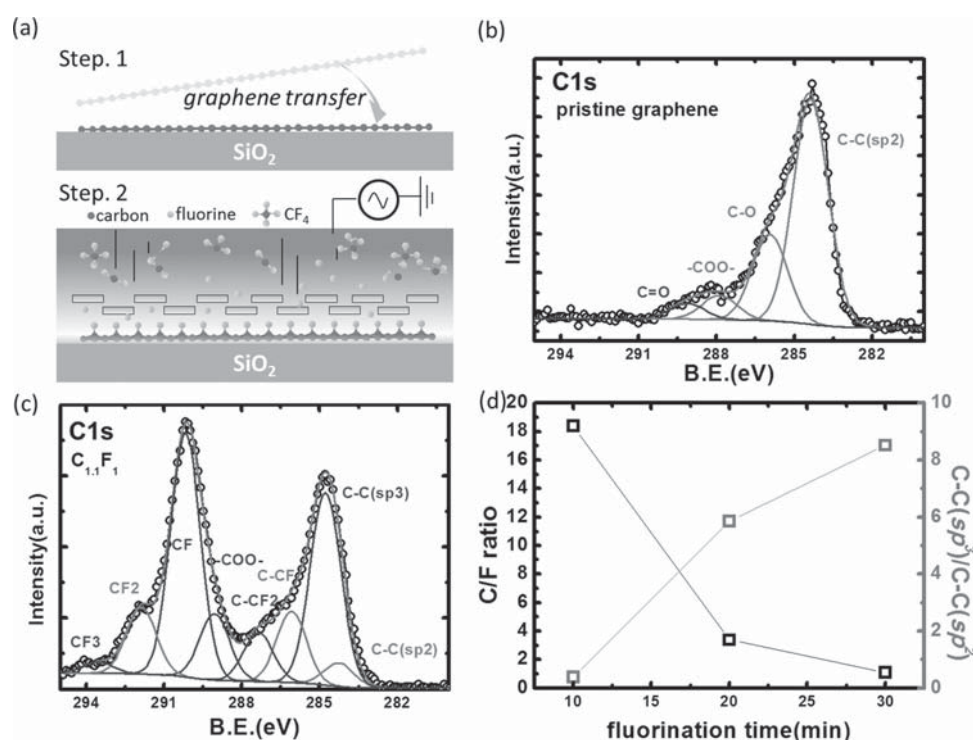 (a)
Step. 1
graphene transfer
SiO2
Step. 2
carbon fluorine CF4
SiO2
(b)
C1s
pristine graphene
C-C(sp2)
C-O
-COO-
C=O
Intensity(a.u.)
294 291 288 285 282
B.E.(eV)
(c)
C1s
C1.1F1
C-C(sp3)
CF
-COO-
C-CF
CF2
C-CF2
CF3
C-C(sp2)
Intensity(a.u.)
294 291 288 285 282
B.E.(eV)
(d)
20
18
16
14
12
10
8
6
4
2
0
C/F ratio
10
8
6
4
2
0
C-C(sp3)/C-C(sp2)
10 15 20 25 30
fluorination time(min)